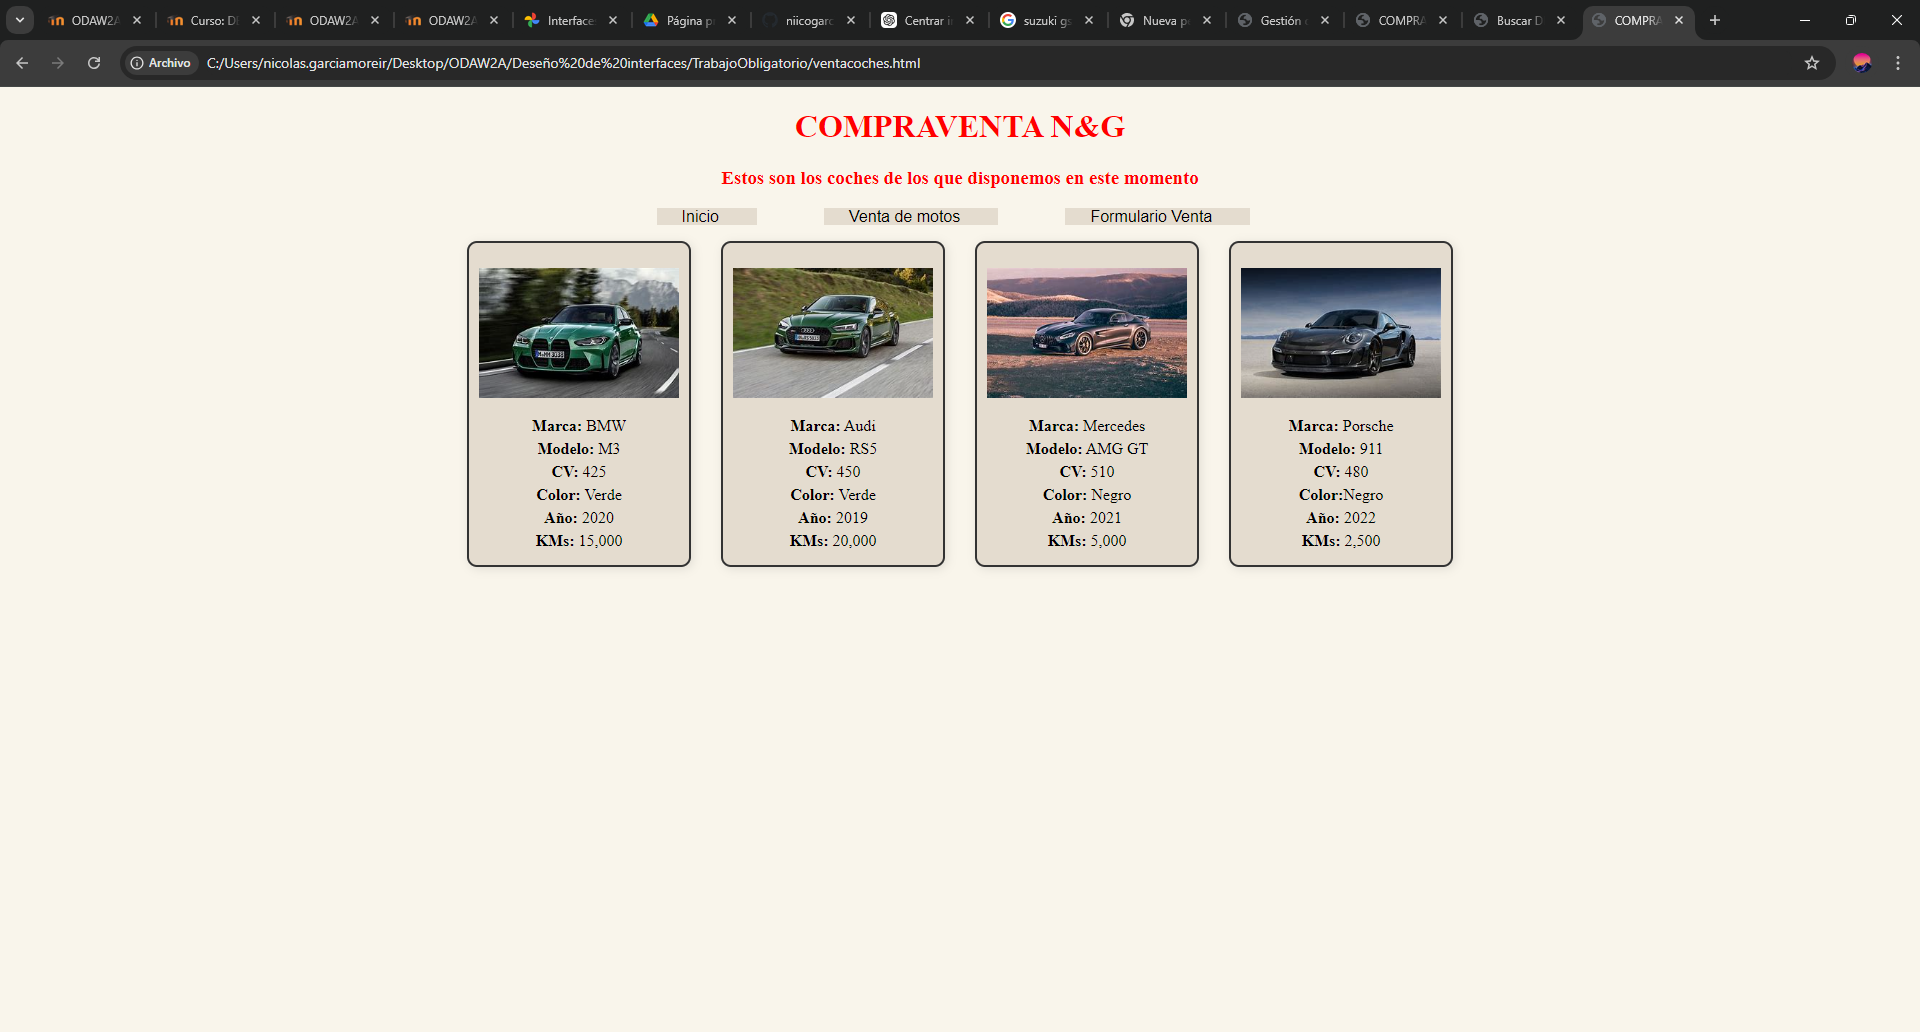 ODAW2A
Curso: DI
ODAW2A
ODAW2A
Interface
Página p
niicogarc
Centrar i
suzuki gs
Nueva p
Gestión
COMPRA
Buscar D
COMPRA
Archivo
C:/Users/nicolas.garciamoreir/Desktop/ODAW2A/Deseño%20de%20interfaces/TrabajoObligatorio/ventacoches.html
COMPRAVENTA N&G
Estos son los coches de los que disponemos en este momento
Inicio
Venta de motos
Formulario Venta
Marca: BMW
Modelo: M3
CV: 425
Color: Verde
Año: 2020
KMs: 15,000
Marca: Audi
Modelo: RS5
CV: 450
Color: Verde
Año: 2019
KMs: 20,000
Marca: Mercedes
Modelo: AMG GT
CV: 510
Color: Negro
Año: 2021
KMs: 5,000
Marca: Porsche
Modelo: 911
CV: 480
Color:Negro
Año: 2022
KMs: 2,500